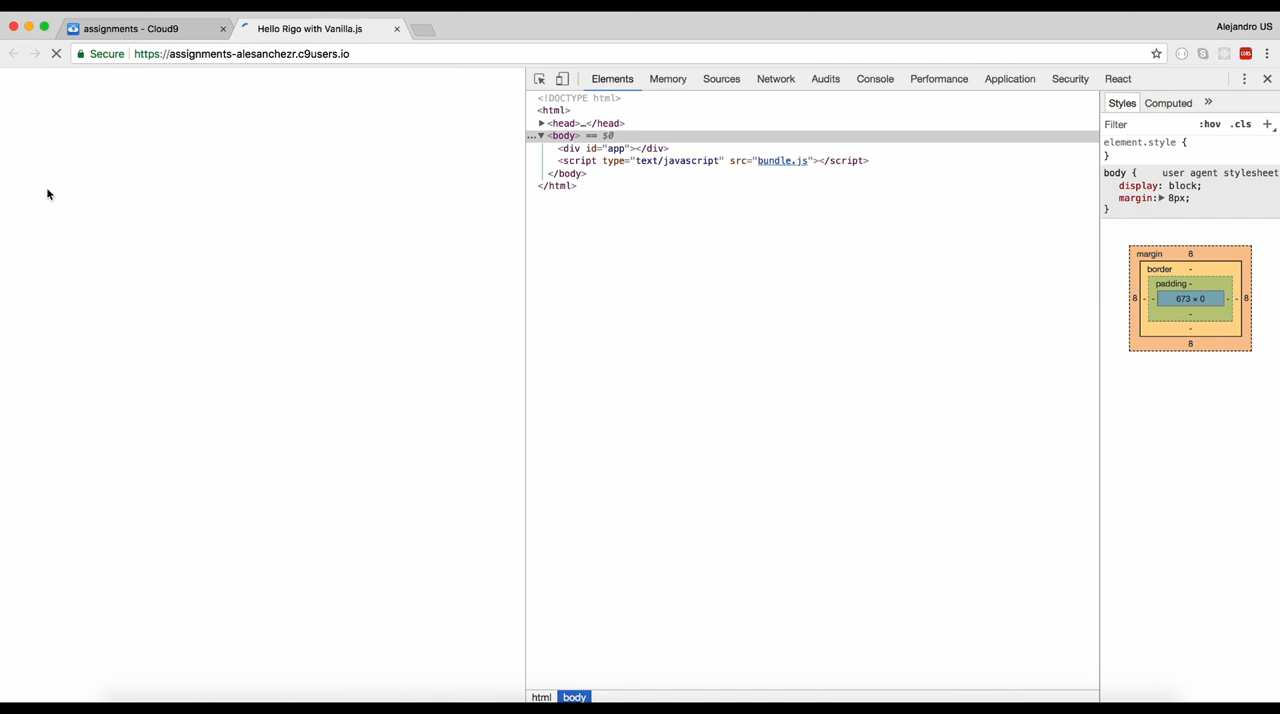 assignments - Cloud9
Hello Rigo with Vanilla.js
Alejandro US
Secure
https://assignments-alesanchezr.c9users.io
CORS
Elements Memory Sources Network Audits Console Performance Application Security React
<!DOCTYPE html>
<html>
<head>…</head>
...<body> == $0
<div id="app"></div>
<script type="text/javascript" src="bundle.js"></script>
</body>
</html>
Styles Computed »
Filter :hov .cls +
element.style {
}
body { user agent stylesheet
display: block;
margin: 8px;
}
margin 8
border -
padding -
8 - - 673 × 0 - - 8
-
-
8
html body